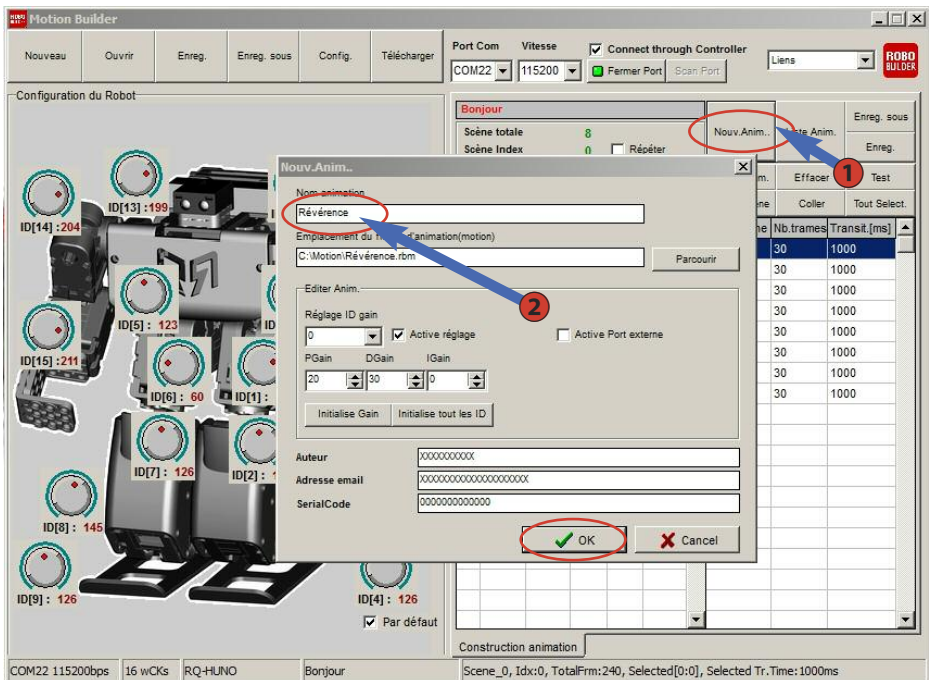 Motion Builder
Nouveau
Ouvrir
Enreg.
Enreg. sous
Config.
Télécharger
Port Com
Vitesse
Connect through Controller
COM22
115200
Fermer Port
Scan Port
Liens
ROBO
BUILDER
Configuration du Robot
Bonjour
Scène totale 8
Scène Index 0
Répéter
Nouv.Anim..
Anim.
Enreg. sous
Enreg.
1
Effacer
Test
Coller
Tout Select.
Nb.trames
Transit.[ms]
30 1000
30 1000
30 1000
30 1000
30 1000
30 1000
30 1000
30 1000
ID[13] :199
ID[14] :204
ID[5] : 123
ID[15] :211
ID[6] : 60
ID[1] :
ID[7] : 126
ID[2] :
ID[8] : 145
ID[9] : 126
ID[4] : 126
Par défaut
Nouv.Anim..
Nom animation
Révérence
Emplacement du d'animation(motion)
C:\Motion\Révérence.rbm
Parcourir
2
Editer Anim.
Réglage ID gain
0
Active réglage
Active Port externe
PGain
DGain
IGain
20
30
0
Initialise Gain
Initialise tout les ID
Auteur
XXXXXXXXXX
Adresse email
XXXXXXXXXXXXXXXXXXXX
SerialCode
0000000000000
OK
Cancel
Construction animation
COM22 115200bps
16 wCKs
RQ-HUNO
Bonjour
Scene_0, Idx:0, TotalFrm:240, Selected[0:0], Selected Tr.Time:1000ms